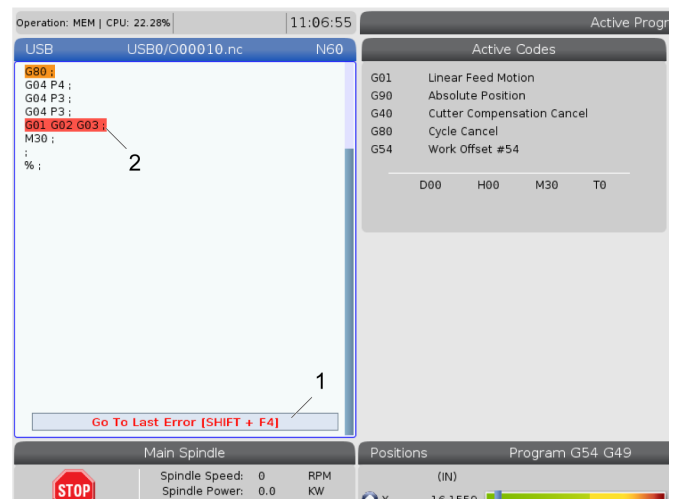 Operation: MEM | CPU: 22.28%
11:06:55
Active Progr
USB USB0/O00010.nc N60
G80 ;
G04 P4 ;
G04 P3 ;
G04 P3 ;
G01 G02 G03 ;
M30 ;
;
% ;
2
1
Go To Last Error [SHIFT + F4]
Active Codes
G01 Linear Feed Motion
G90 Absolute Position
G40 Cutter Compensation Cancel
G80 Cycle Cancel
G54 Work Offset #54
D00 H00 M30 T0
Main Spindle
STOP
Spindle Speed: 0 RPM
Spindle Power: 0.0 KW
Positions Program G54 G49
(IN)
X 16.1550